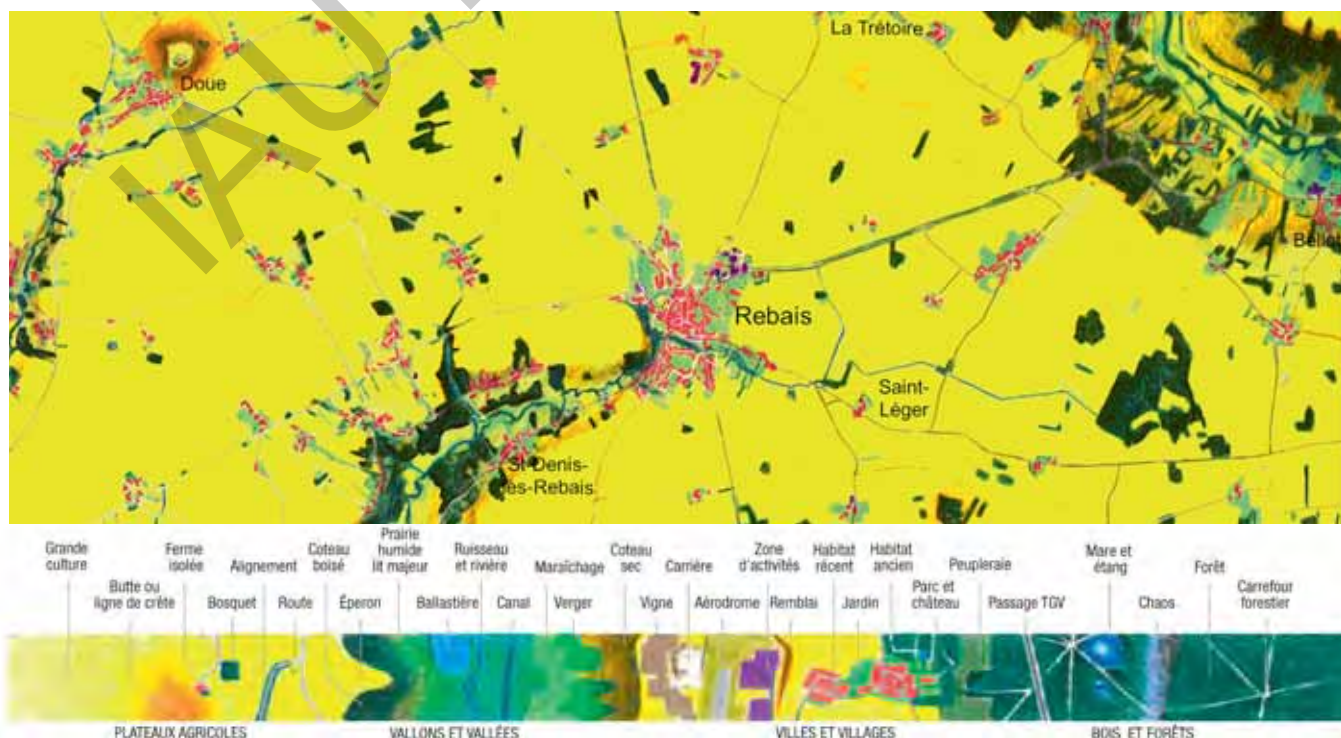 IAU
La Trétoire
Doue
Rebais
Saint-
Léger
St-Denis-
lès-Rebais
Grande
culture
Butte ou
ligne de crête
Ferme
isolée
Bosquet
Alignement
Route
Coteau
boisé
Éperon
Prairie
humide
lit majeur
Ballastière
Ruisseau
et rivière
Canal
Maraîchage
Verger
Coteau
sec
Vigne
Carrière
Aérodrome
Zone
d'activités
Remblai
Habitat
récent
Jardin
Habitat
ancien
Parc et
château
Peupleraie
Passage TGV
Mare et
étang
Chaos
Forêt
Carrefour
forestier
PLATEAUX AGRICOLES
VALLONS ET VALLÉES
VILLES ET VILLAGES
BOIS ET FORÊTS